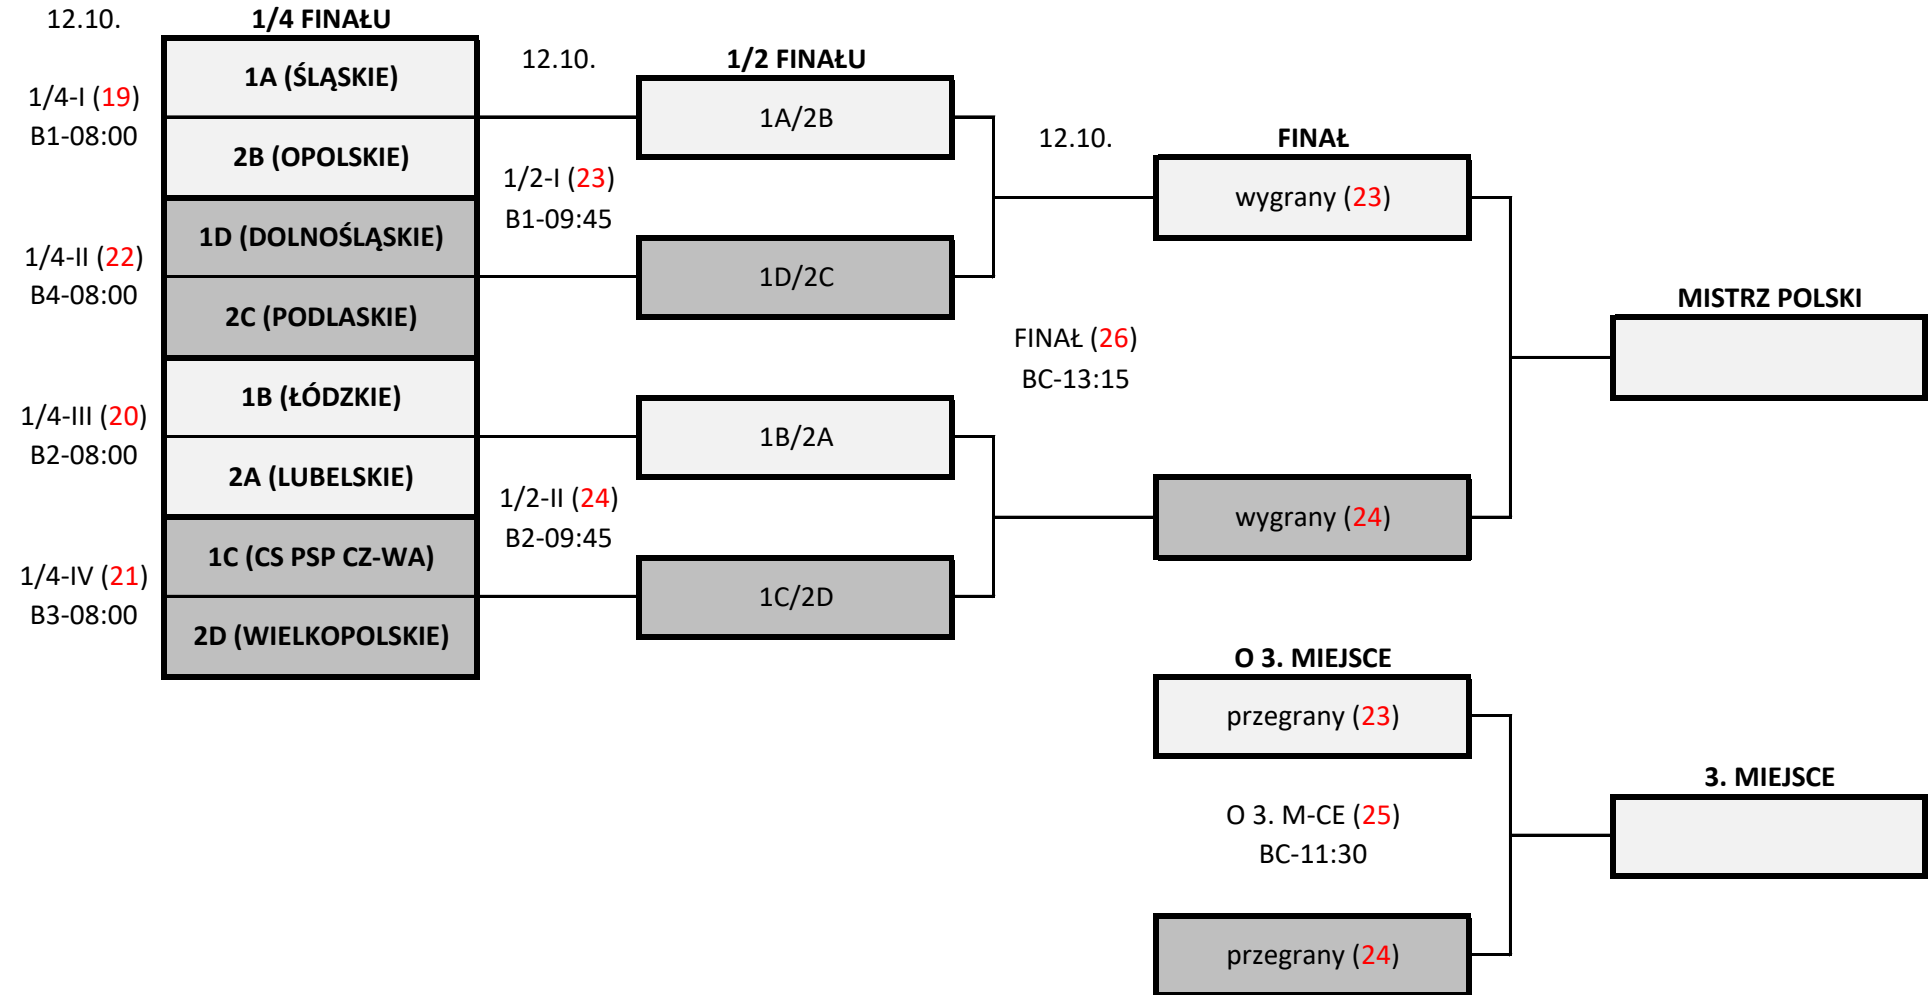 12.10.
1/4 FINAŁU
1/4-I (19)
B1-08:00
1A (ŚLĄSKIE)
2B (OPOLSKIE)
1/4-II (22)
B4-08:00
1D (DOLNOŚLĄSKIE)
2C (PODLASKIE)
1/4-III (20)
B2-08:00
1B (ŁÓDZKIE)
2A (LUBELSKIE)
1/4-IV (21)
B3-08:00
1C (CS PSP CZ-WA)
2D (WIELKOPOLSKIE)
12.10.
1/2 FINAŁU
1A/2B
1/2-I (23)
B1-09:45
1D/2C
1B/2A
1/2-II (24)
B2-09:45
1C/2D
12.10.
FINAŁ
wygrany (23)
FINAŁ (26)
BC-13:15
wygrany (24)
MISTRZ POLSKI
O 3. MIEJSCE
przegrany (23)
O 3. M-CE (25)
BC-11:30
przegrany (24)
3. MIEJSCE